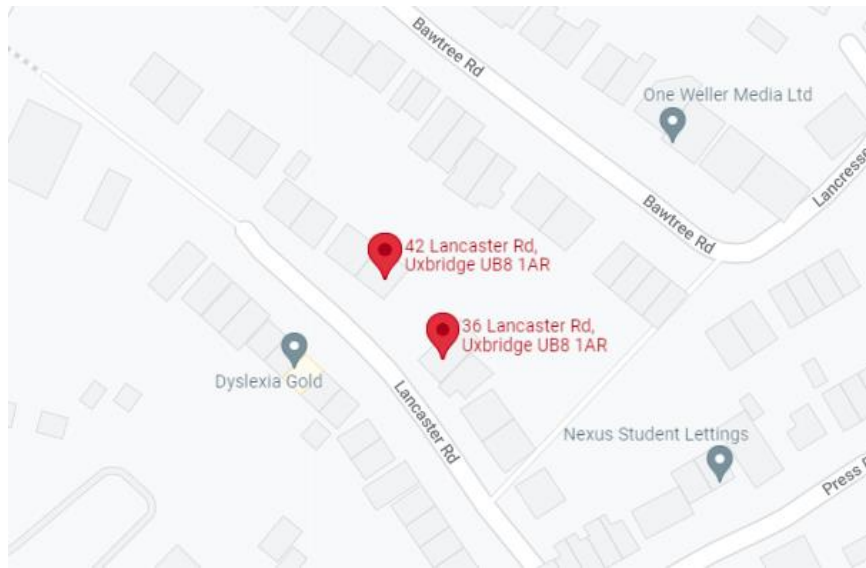 Bawtree Rd
One Weller Media Ltd
Bawtree Rd
42 Lancaster Rd,
Uxbridge UB8 1AR
36 Lancaster Rd,
Uxbridge UB8 1AR
Dyslexia Gold
Lancaster Rd
Nexus Student Lettings
Press